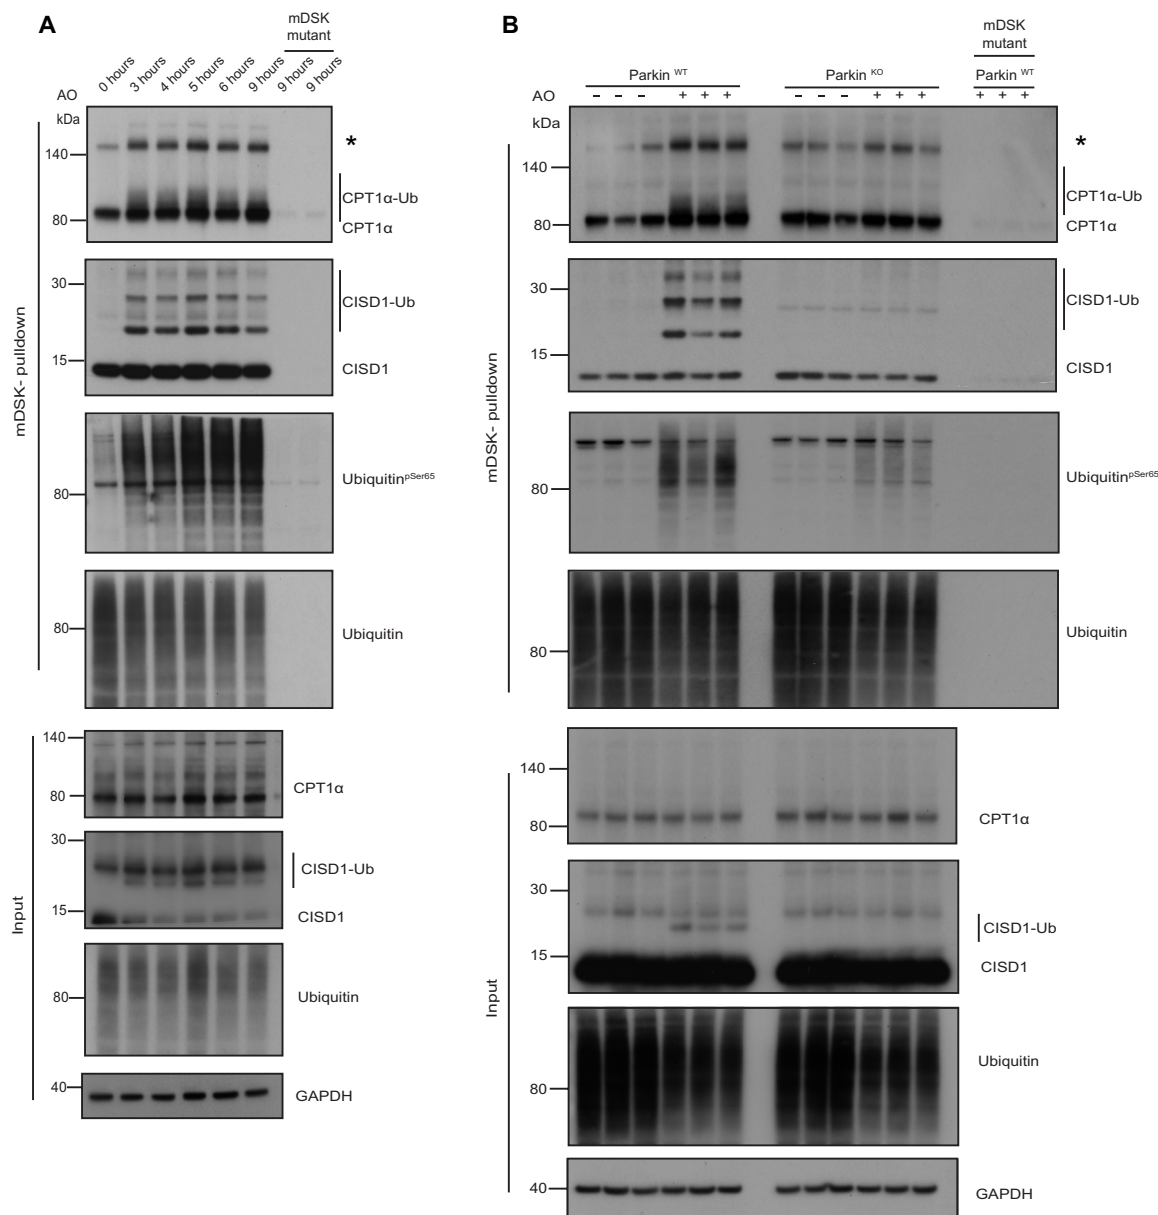 A
mDSK
mutant
0 hours
3 hours
4 hours
5 hours
6 hours
9 hours
9 hours
9 hours
AO
kDa
140
80
*
CPT1α-Ub
CPT1α
30
15
CISD1-Ub
CISD1
80
Ubiquitin^pSer65
80
Ubiquitin
mDSK- pulldown
140
80
CPT1α
30
15
CISD1-Ub
CISD1
80
Ubiquitin
40
GAPDH
Input
B
mDSK
mutant
Parkin ^WT
Parkin ^KO
Parkin ^WT
AO
– – – + + + – – – + + + + + +
kDa
140
80
*
CPT1α-Ub
CPT1α
30
15
CISD1-Ub
CISD1
80
Ubiquitin^pSer65
80
Ubiquitin
mDSK- pulldown
140
80
CPT1α
30
15
CISD1-Ub
CISD1
80
Ubiquitin
40
GAPDH
Input